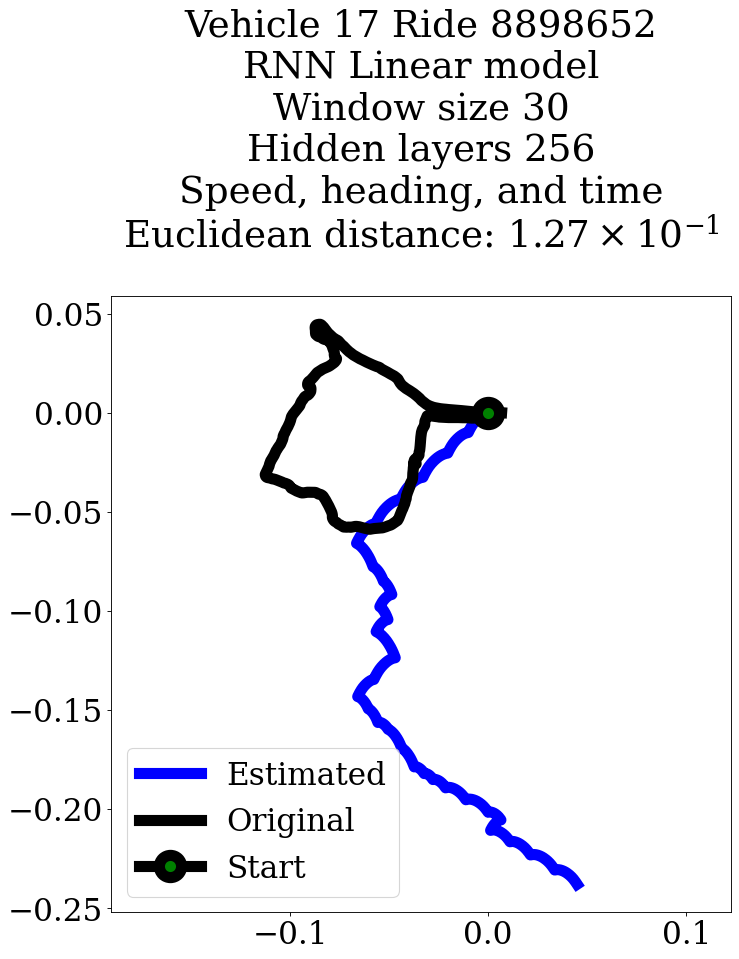 Vehicle 17 Ride 8898652
RNN Linear model
Window size 30
Hidden layers 256
Speed, heading, and time
Euclidean distance: 1.27 × 10⁻¹
0.05
0.00
−0.05
−0.10
−0.15
−0.20
−0.25
Estimated
Original
Start
−0.1
0.0
0.1